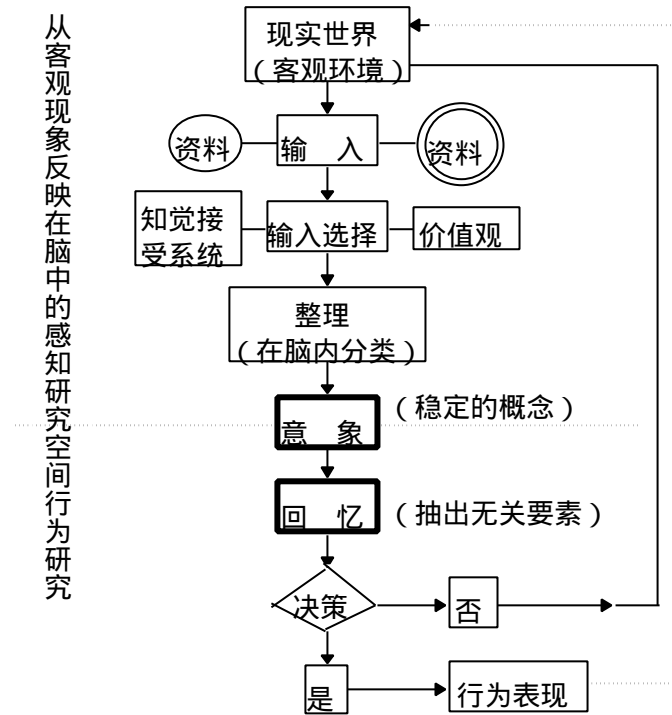 从客观现象反映在脑中的感知研究空间行为研究
现实世界
（客观环境）
资料
输 入
资料
知觉接
受系统
输入选择
价值观
整理
（在脑内分类）
意 象
（稳定的概念）
回 忆
（抽出无关要素）
决策
否
是
行为表现